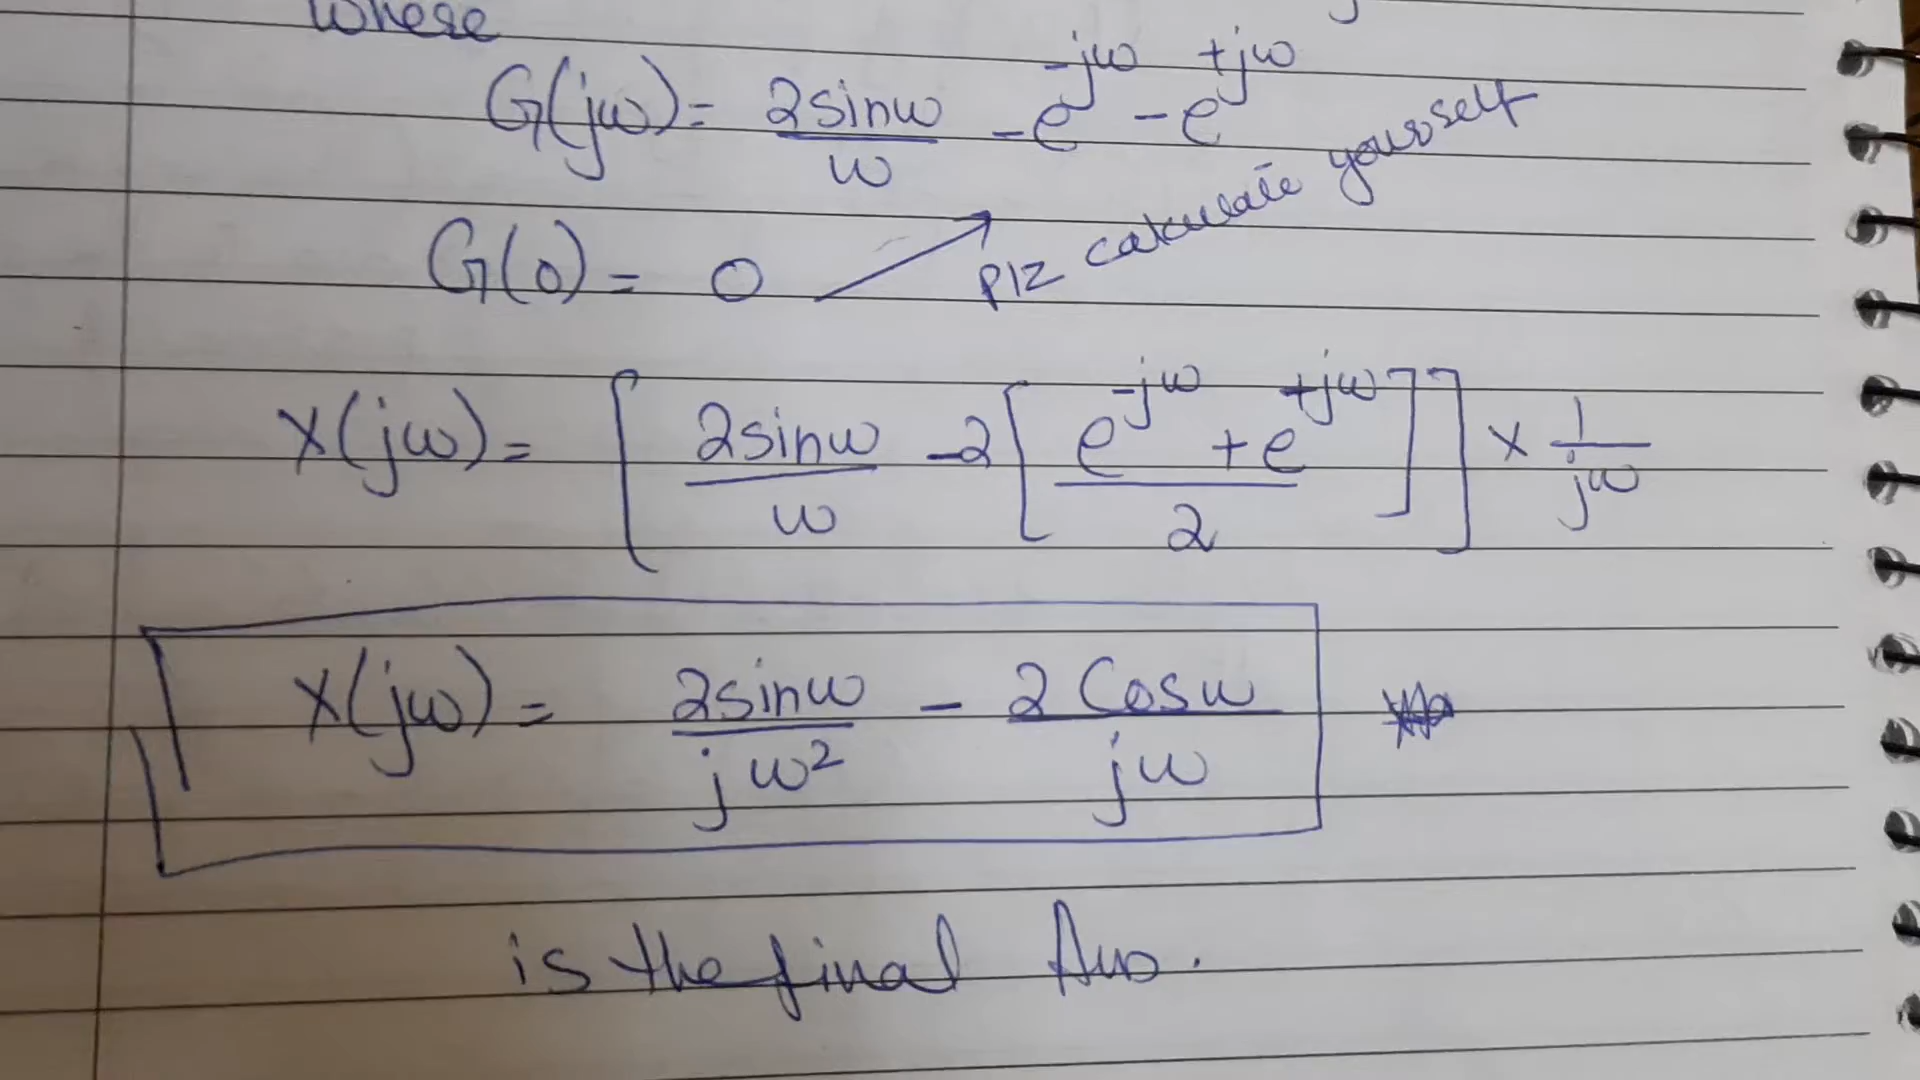 where
G(jω) = 2sinω/ω - e^-jω - e^+jω
G(0) = 0 plz calculate yourself
X(jω) = [2sinω/ω - 2[(e^-jω + e^+jω)/2]] × 1/jω
X(jω) = 2sinω/jω² - 2Cosω/jω
is the final Ans.